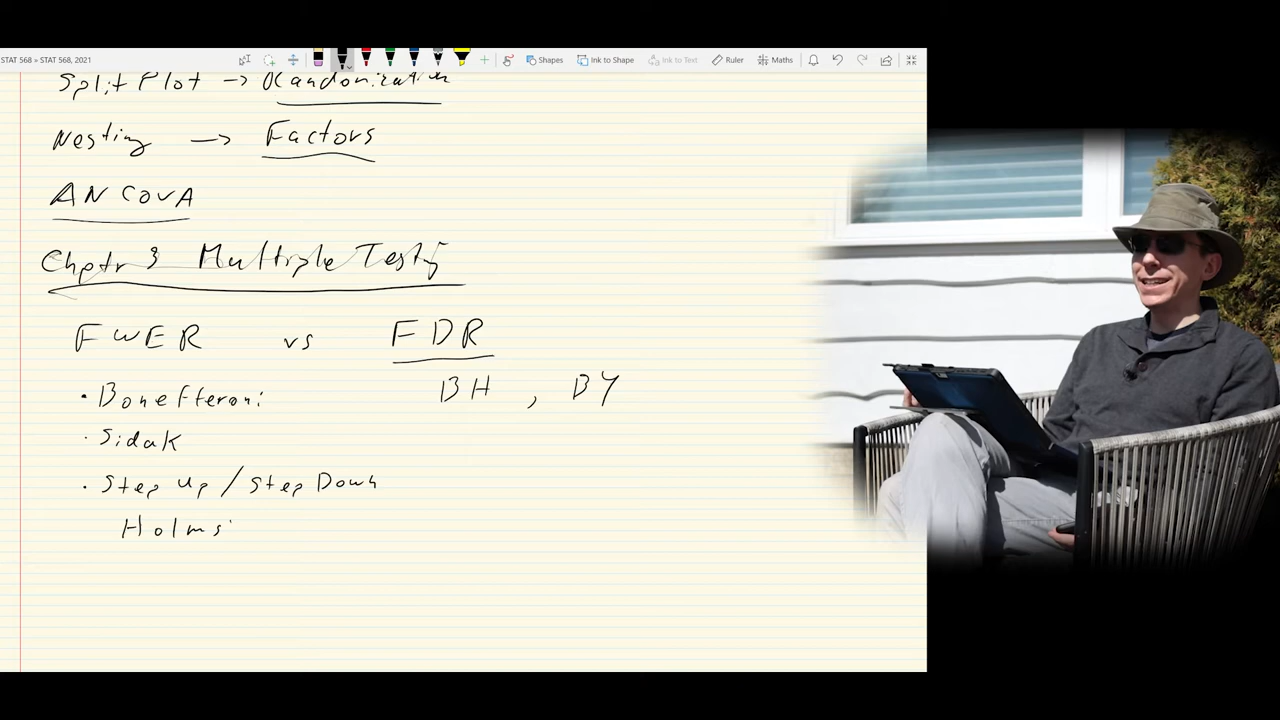 STAT 568 » STAT 568, 2021
Shapes Ink to Shape Ink to Text Ruler Maths
Split Plot → Randomization
Nesting → Factors
ANCOVA
Chptr 3 Multiple Testg
FWER vs FDR
· Bonefferoni BH , BY
· Sidak
· Step Up / Step Down
Holms